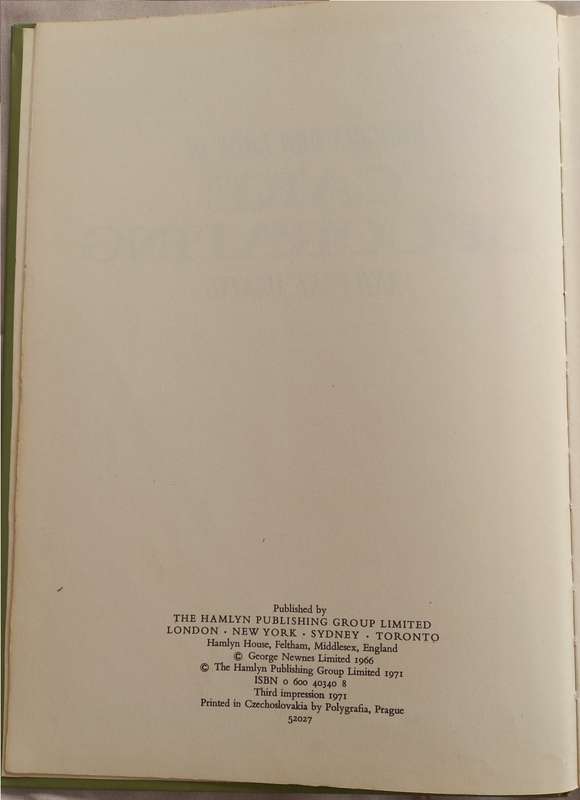 Published by
THE HAMLYN PUBLISHING GROUP LIMITED
LONDON · NEW YORK · SYDNEY · TORONTO
Hamlyn House, Feltham, Middlesex, England
© George Newnes Limited 1966
© The Hamlyn Publishing Group Limited 1971
ISBN 0 600 40340 8
Third impression 1971
Printed in Czechoslovakia by Polygrafia, Prague
52027